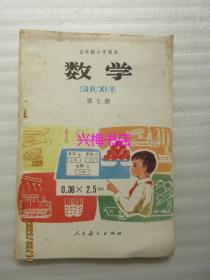 五年制小学课本
数学
SHUXUE
第七册
0.36×2.5=
人民教育出版社
兴梅书店